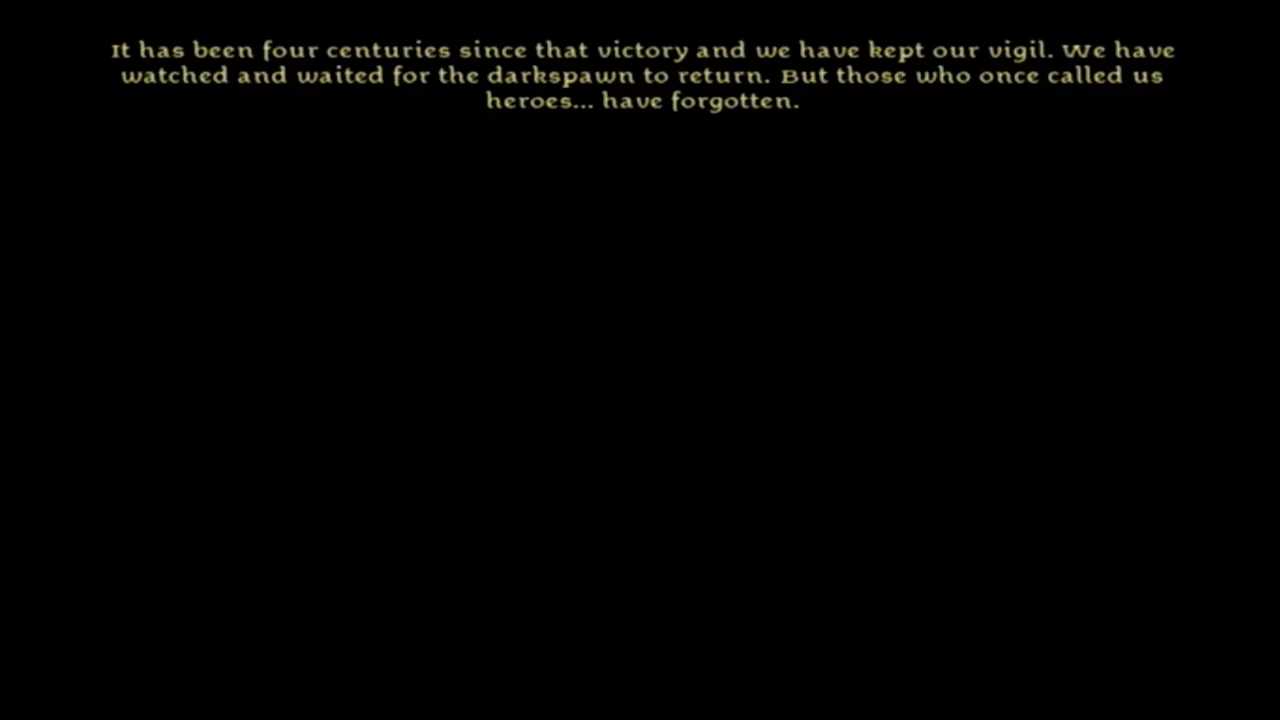 It has been four centuries since that victory and we have kept our vigil. We have
watched and waited for the darkspawn to return. But those who once called us
heroes... have forgotten.